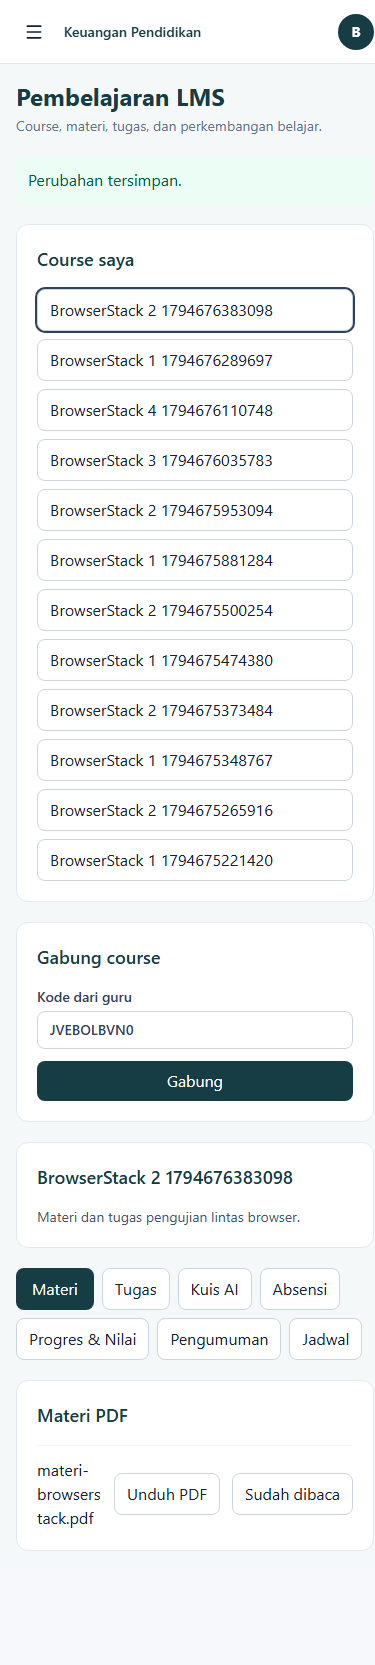 Keuangan Pendidikan
B
Pembelajaran LMS
Course, materi, tugas, dan perkembangan belajar.
Perubahan tersimpan.
Course saya
BrowserStack 2 1794676383098
BrowserStack 1 1794676289697
BrowserStack 4 1794676110748
BrowserStack 3 1794676035783
BrowserStack 2 1794675953094
BrowserStack 1 1794675881284
BrowserStack 2 1794675500254
BrowserStack 1 1794675474380
BrowserStack 2 1794675373484
BrowserStack 1 1794675348767
BrowserStack 2 1794675265916
BrowserStack 1 1794675221420
Gabung course
Kode dari guru
JVEBOLBVN0
Gabung
BrowserStack 2 1794676383098
Materi dan tugas pengujian lintas browser.
Materi Tugas Kuis AI Absensi
Progres & Nilai Pengumuman Jadwal
Materi PDF
materi-
browsers
tack.pdf
Unduh PDF Sudah dibaca